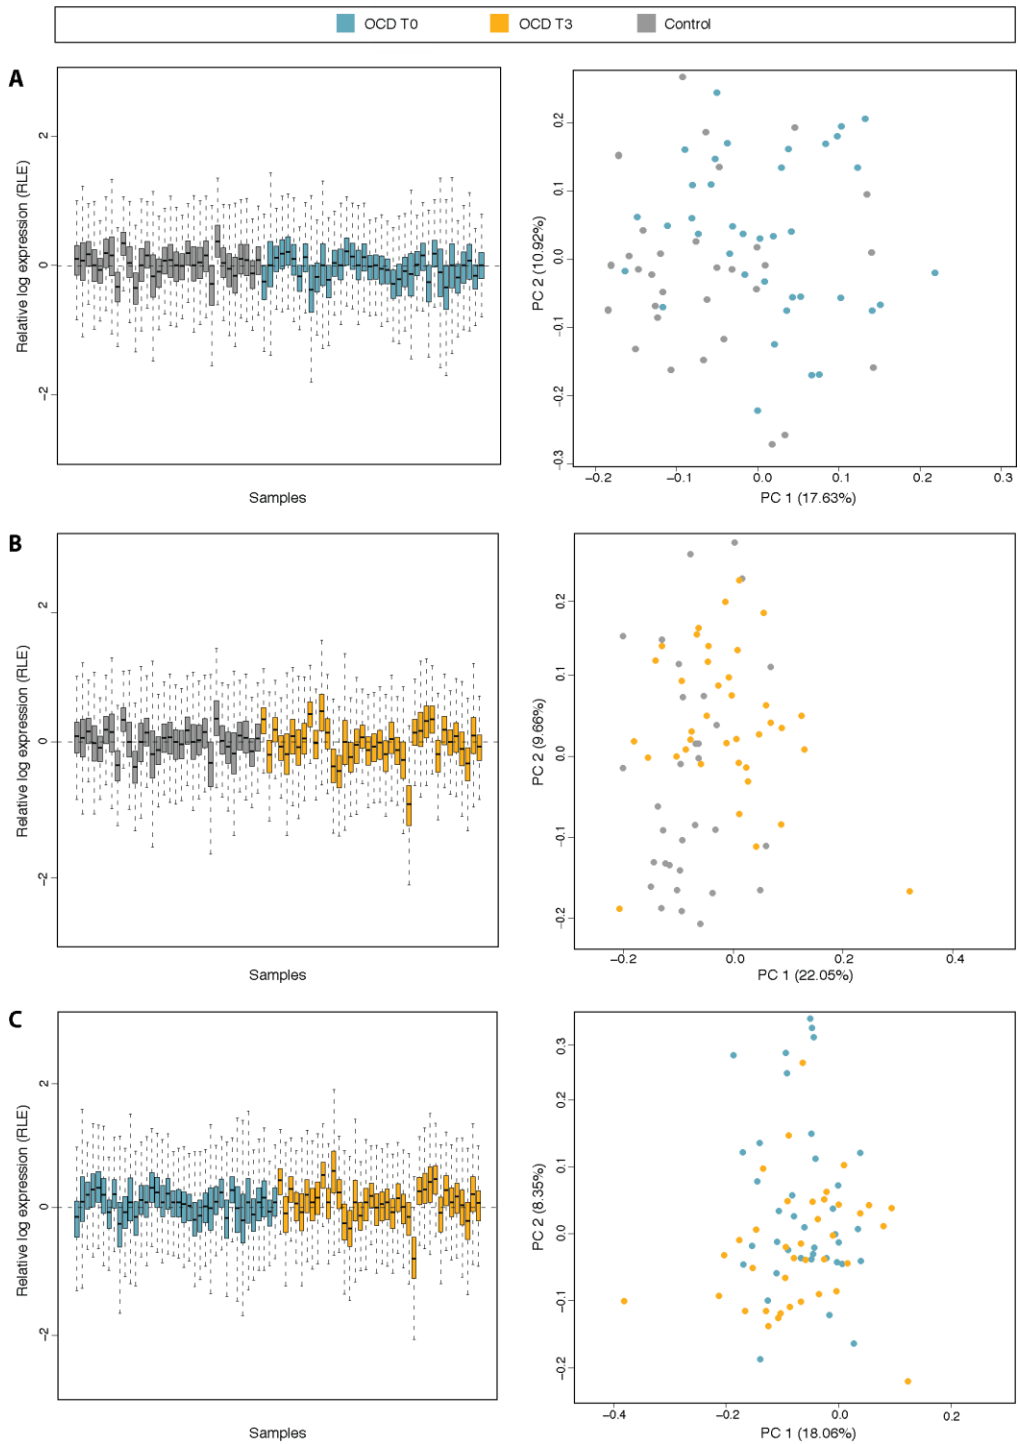 OCD T0 OCD T3 Control
A
Relative log expression (RLE)
2
0
−2
Samples
PC 2 (10.92%)
0.2
0.1
0.0
−0.1
−0.2
−0.3
−0.2 −0.1 0.0 0.1 0.2 0.3
PC 1 (17.63%)
B
Relative log expression (RLE)
2
0
−2
Samples
PC 2 (9.66%)
0.2
0.1
0.0
−0.1
−0.2
−0.2 0.0 0.2 0.4
PC 1 (22.05%)
C
Relative log expression (RLE)
2
0
−2
Samples
PC 2 (8.35%)
0.3
0.2
0.1
0.0
−0.1
−0.2
−0.4 −0.2 0.0 0.2
PC 1 (18.06%)